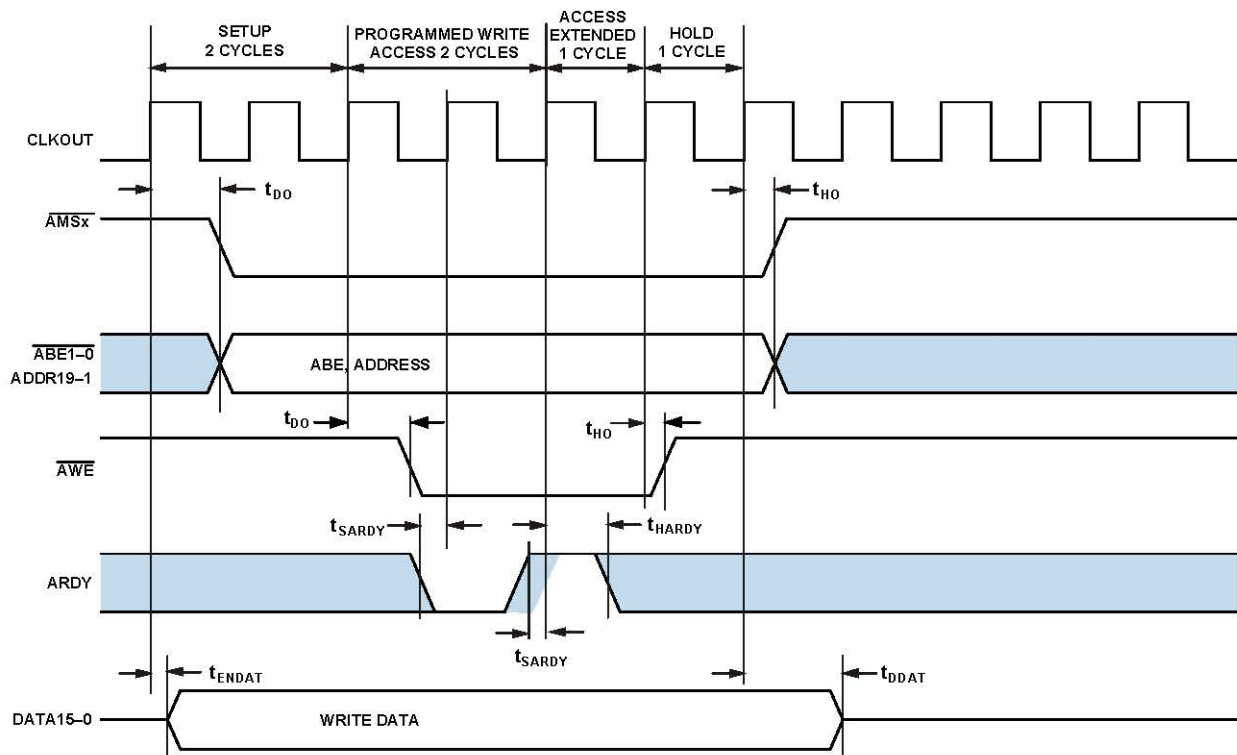 SETUP
2 CYCLES
PROGRAMMED WRITE
ACCESS 2 CYCLES
ACCESS
EXTENDED
1 CYCLE
HOLD
1 CYCLE
CLKOUT
tDO
tHO
AMSx
ABE1–0
ADDR19–1
ABE, ADDRESS
tDO
tHO
AWE
tSARDY
tHARDY
ARDY
tSARDY
tENDAT
tDDAT
DATA15–0
WRITE DATA